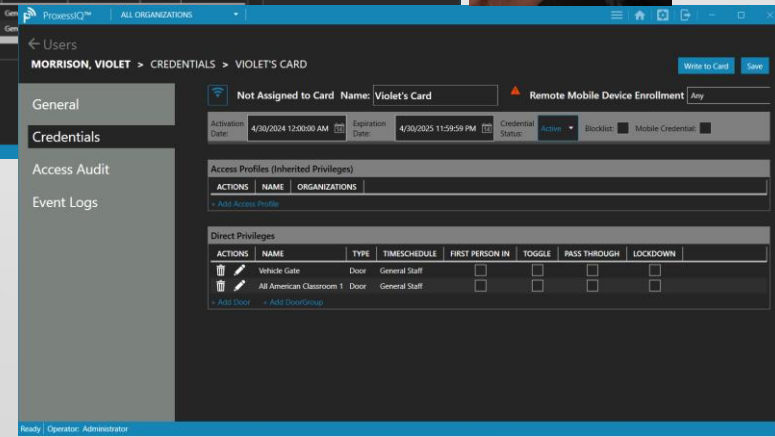 Gen
Gen
ProxessIQ™ ALL ORGANIZATIONS
Users
MORRISON, VIOLET > CREDENTIALS > VIOLET'S CARD
Write to Card Save
General
Credentials
Access Audit
Event Logs
Not Assigned to Card Name: Violet's Card Remote Mobile Device Enrollment Any
Activation Date: 4/30/2024 12:00:00 AM Expiration Date: 4/30/2025 11:59:59 PM Credential Status: Active Blocklist: Mobile Credential:
Access Profiles (Inherited Privileges)
ACTIONS NAME ORGANIZATIONS
+ Add Access Profile
Direct Privileges
ACTIONS NAME TYPE TIMESCHEDULE FIRST PERSON IN TOGGLE PASS THROUGH LOCKDOWN
Vehicle Gate Door General Staff
All American Classroom 1 Door General Staff
+ Add Door + Add DoorGroup
Ready Operator: Administrator